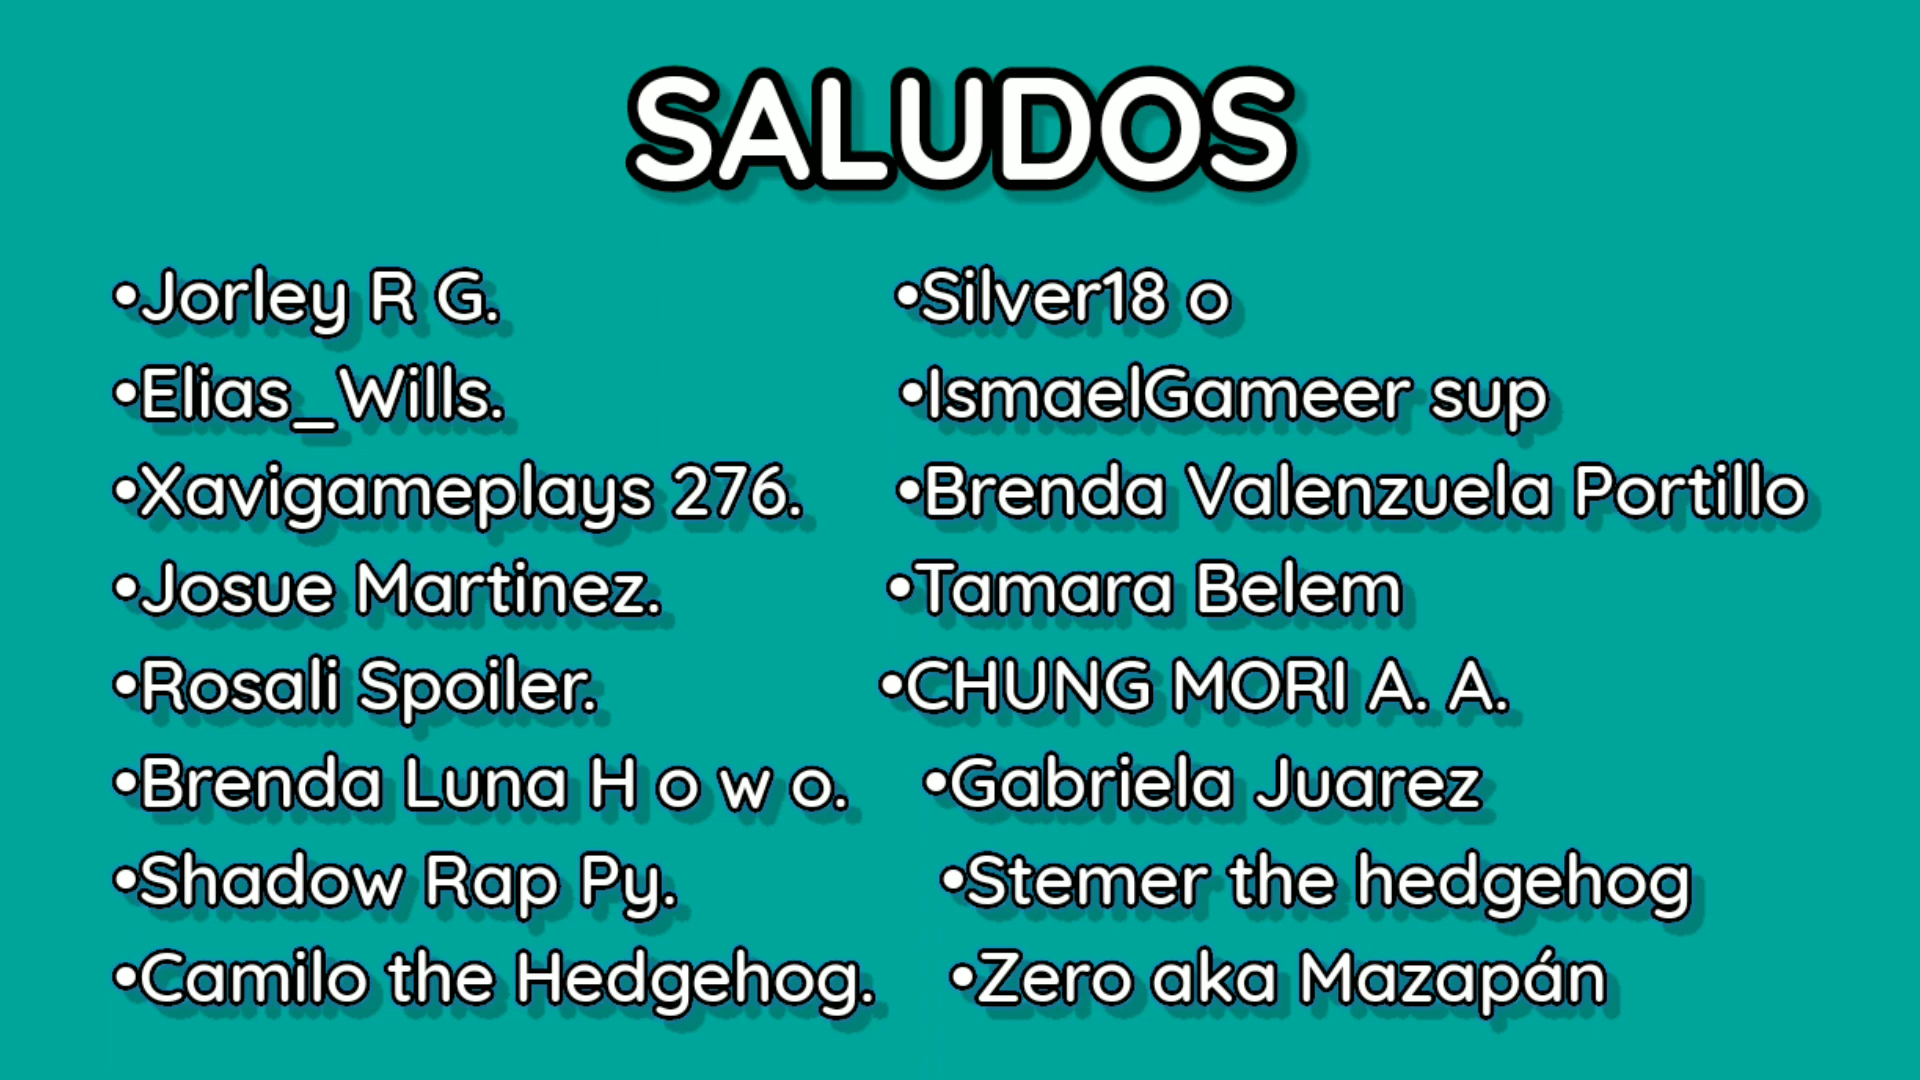 SALUDOS
•Jorley R G.
•Elias_Wills.
•Xavigameplays 276.
•Josue Martinez.
•Rosali Spoiler.
•Brenda Luna H o w o.
•Shadow Rap Py.
•Camilo the Hedgehog.
•Silver18 o
•IsmaelGameer sup
•Brenda Valenzuela Portillo
•Tamara Belem
•CHUNG MORI A. A.
•Gabriela Juarez
•Stemer the hedgehog
•Zero aka Mazapán